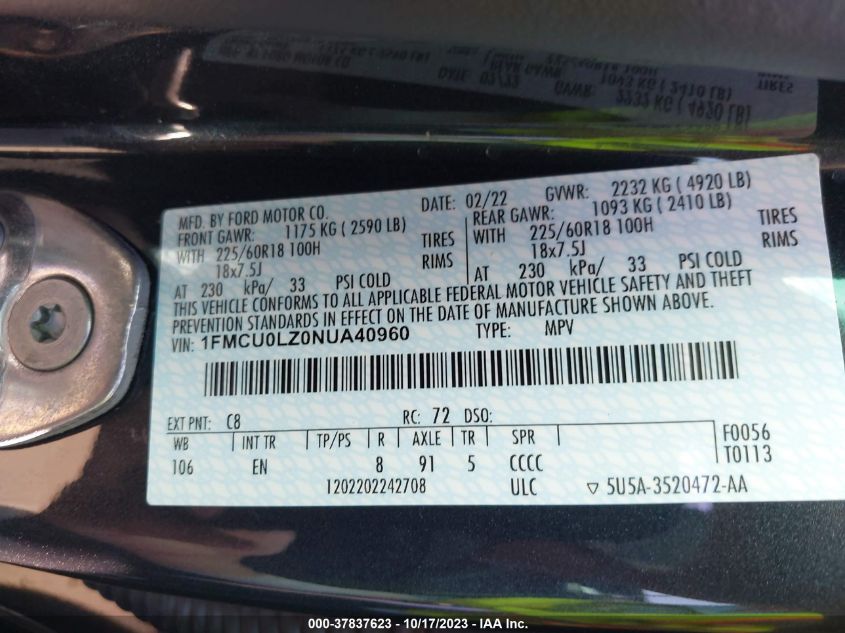 MFD. BY FORD MOTOR CO. DATE: 02/22 GVWR: 2232 KG ( 4920 LB)
FRONT GAWR: 1175 KG ( 2590 LB) REAR GAWR: 1093 KG ( 2410 LB)
WITH 225/60R18 100H TIRES WITH 225/60R18 100H TIRES
18x7.5J RIMS 18x7.5J RIMS
AT 230 kPa/ 33 PSI COLD AT 230 kPa/ 33 PSI COLD
THIS VEHICLE CONFORMS TO ALL APPLICABLE FEDERAL MOTOR VEHICLE SAFETY AND THEFT
PREVENTION STANDARDS IN EFFECT ON THE DATE OF MANUFACTURE SHOWN ABOVE.
VIN: 1FMCU0LZ0NUA40960 TYPE: MPV
EXT PNT: C8 RC: 72 DSO:
WB INT TR TP/PS R AXLE TR SPR F0056
106 EN 8 91 5 CCCC T0113
1202202242708 ULC ▽ 5U5A-3520472-AA
000-37837623 - 10/17/2023 - IAA Inc.